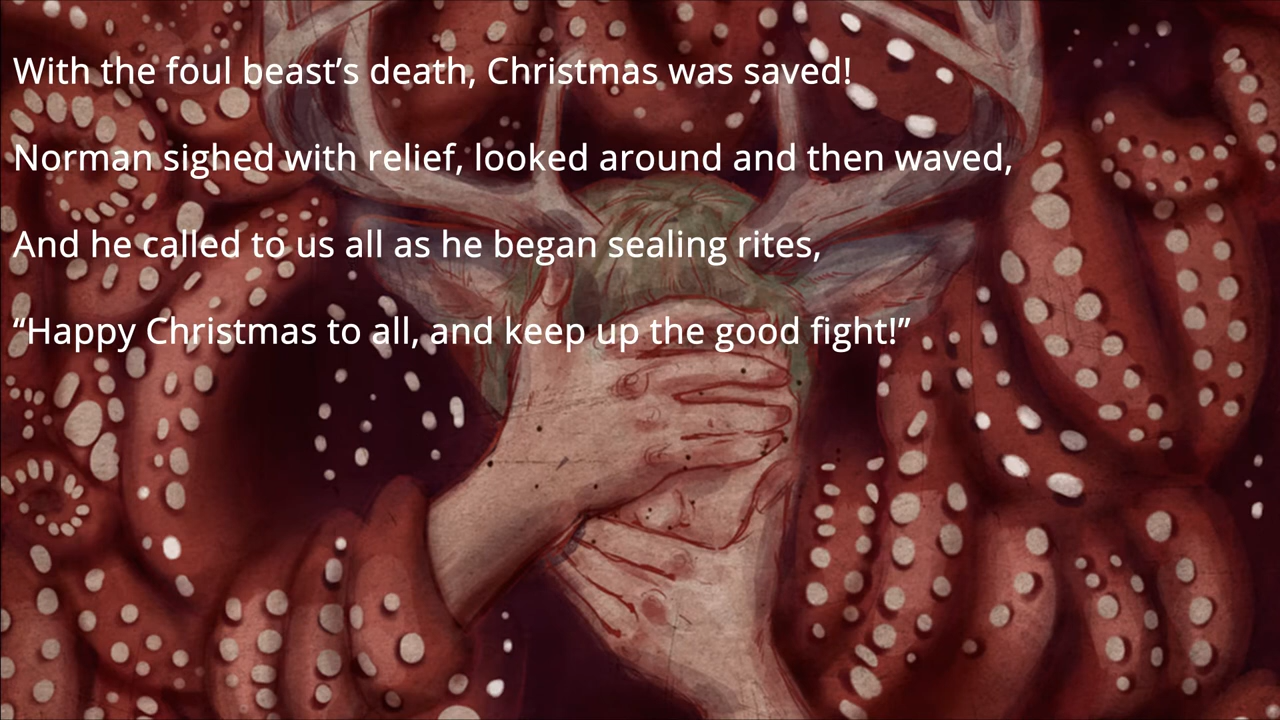 With the foul beast’s death, Christmas was saved!
Norman sighed with relief, looked around and then waved,
And he called to us all as he began sealing rites,
“Happy Christmas to all, and keep up the good fight!”